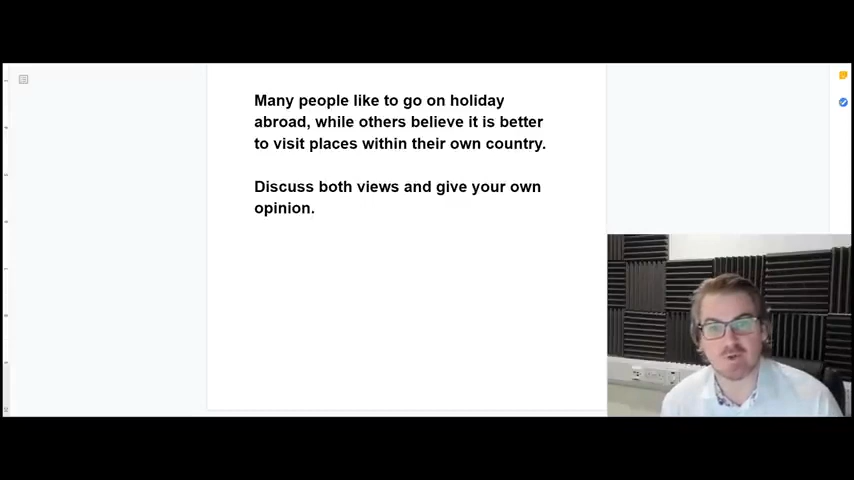 Many people like to go on holiday
abroad, while others believe it is better
to visit places within their own country.
Discuss both views and give your own
opinion.